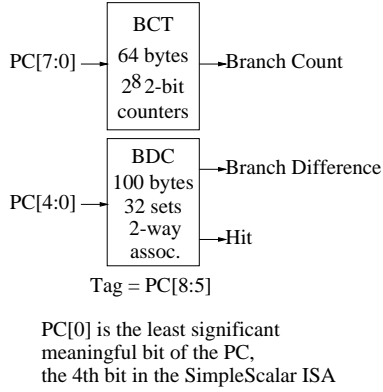 BCT
PC[7:0]
64 bytes
2^8 2-bit
counters
Branch Count
BDC
PC[4:0]
100 bytes
32 sets
2-way
assoc.
Branch Difference
Hit
Tag = PC[8:5]
PC[0] is the least significant
meaningful bit of the PC,
the 4th bit in the SimpleScalar ISA